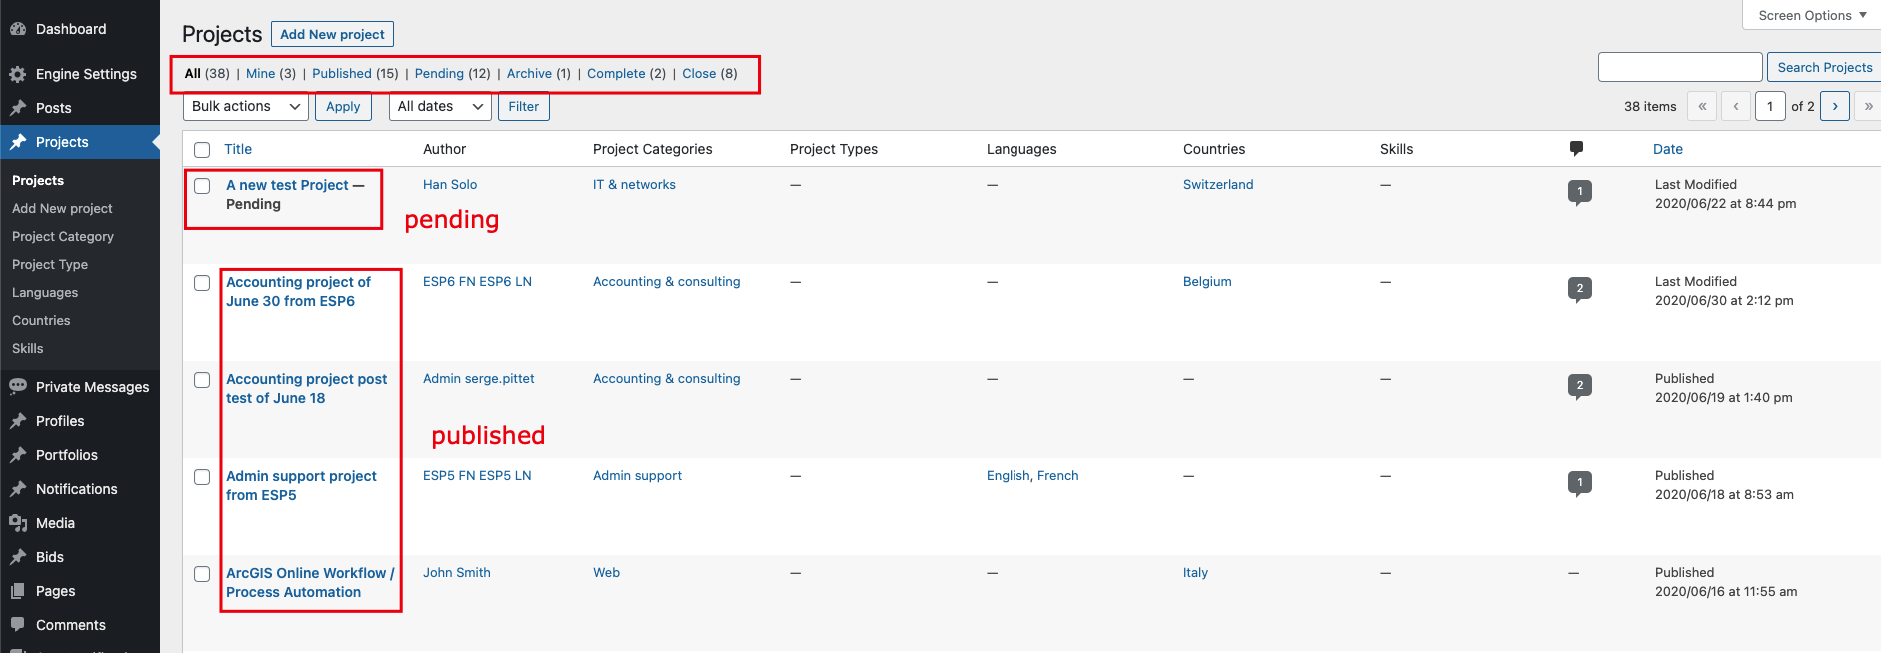 Dashboard
Engine Settings
Posts
Projects
Projects
Add New project
Project Category
Project Type
Languages
Countries
Skills
Private Messages
Profiles
Portfolios
Notifications
Media
Bids
Pages
Comments
Screen Options
Projects Add New project
All (38) | Mine (3) | Published (15) | Pending (12) | Archive (1) | Complete (2) | Close (8)
Search Projects
Bulk actions Apply All dates Filter
38 items « ‹ 1 of 2 › »
Title Author Project Categories Project Types Languages Countries Skills Date
A new test Project — Han Solo IT & networks — — Switzerland — 1 Last Modified
Pending 2020/06/22 at 8:44 pm
pending
Accounting project of ESP6 FN ESP6 LN Accounting & consulting — — Belgium — 2 Last Modified
June 30 from ESP6 2020/06/30 at 2:12 pm
Accounting project post Admin serge.pittet Accounting & consulting — — — — 2 Published
test of June 18 2020/06/19 at 1:40 pm
published
Admin support project ESP5 FN ESP5 LN Admin support — English, French — — 1 Published
from ESP5 2020/06/18 at 8:53 am
ArcGIS Online Workflow / John Smith Web — — Italy — — Published
Process Automation 2020/06/16 at 11:55 am